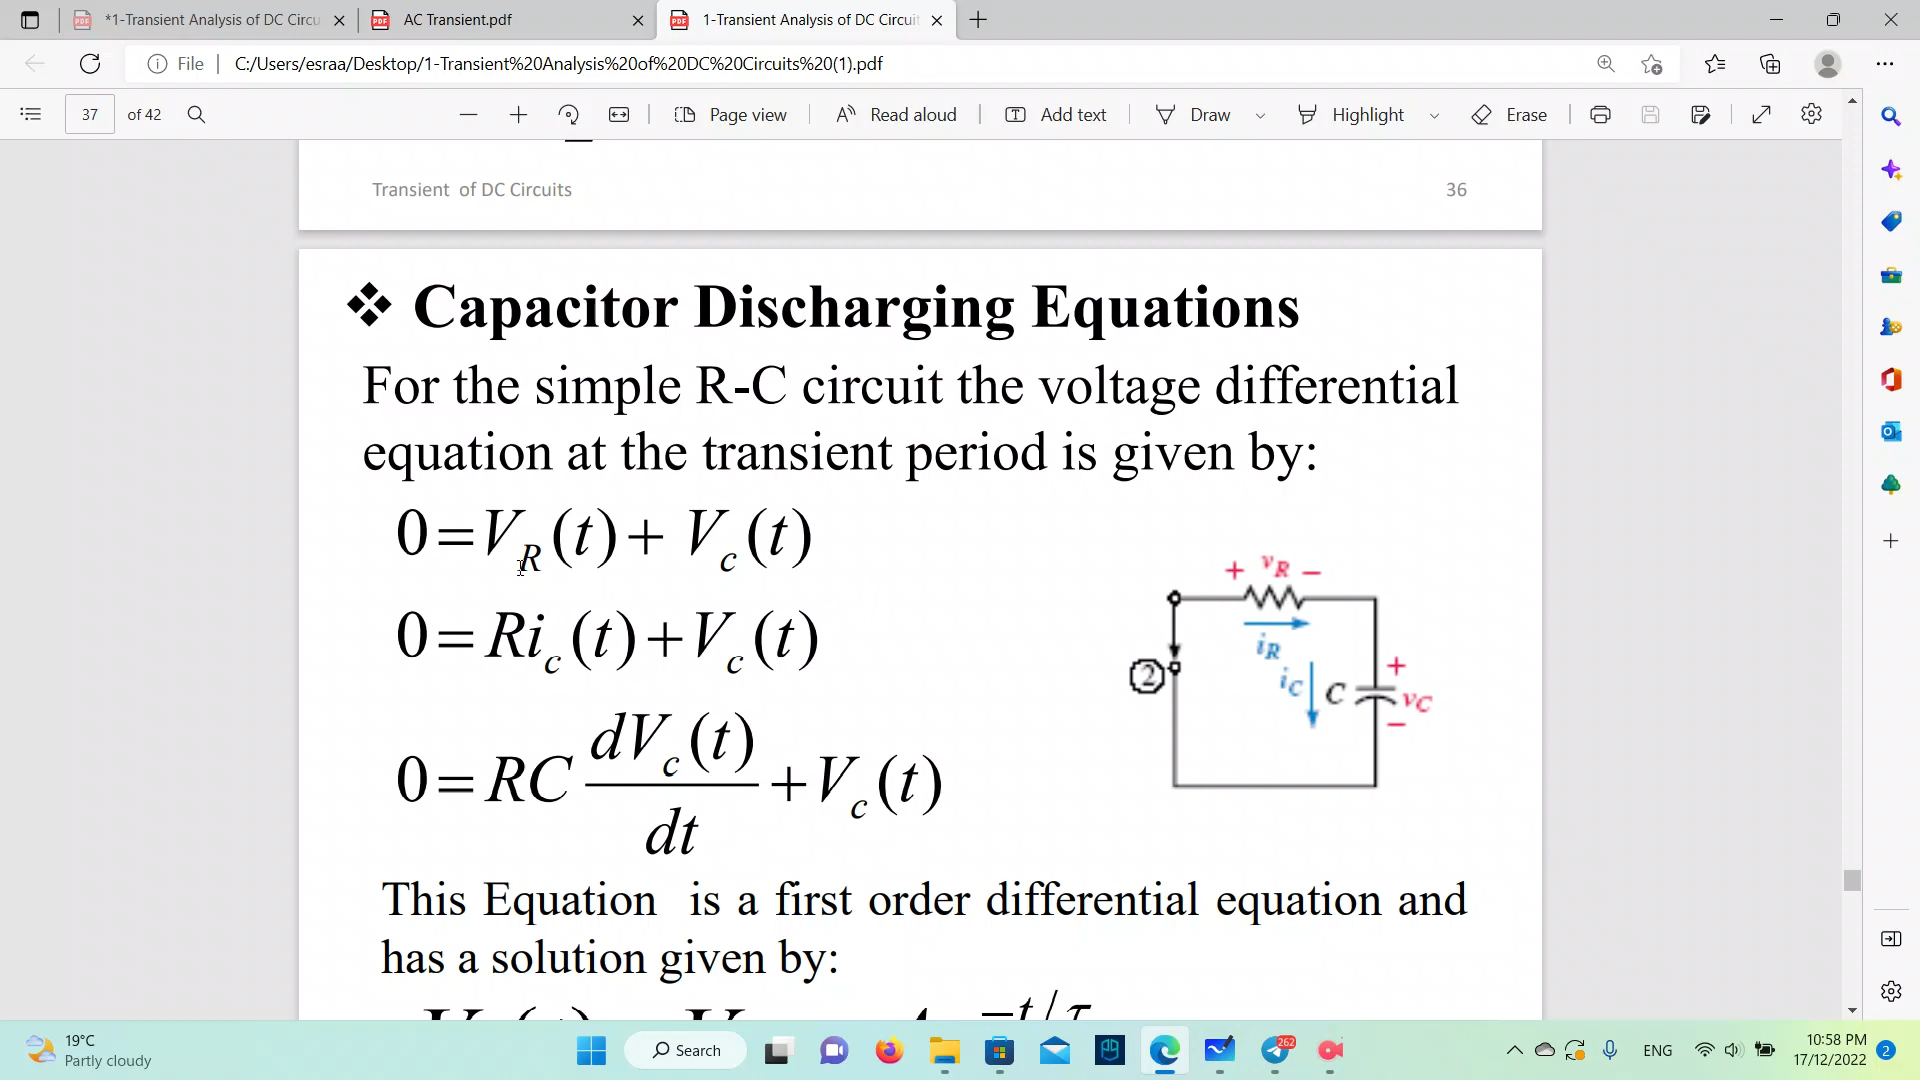 *1-Transient Analysis of DC Circu
AC Transient.pdf
1-Transient Analysis of DC Circuit
File
C:/Users/esraa/Desktop/1-Transient%20Analysis%20of%20DC%20Circuits%20(1).pdf
37 of 42
Page view
Read aloud
Add text
Draw
Highlight
Erase
Transient of DC Circuits 36
❖ Capacitor Discharging Equations
For the simple R-C circuit the voltage differential
equation at the transient period is given by:
0=V_R(t)+ V_c(t)
0=Ri_c(t)+V_c(t)
0=RC dV_c(t)/dt +V_c(t)
+ v_R −
i_R
i_C
C
+
v_C
−
2
This Equation is a first order differential equation and
has a solution given by:
−t/τ
19°C
Partly cloudy
Search
262
ENG
10:58 PM
17/12/2022
2